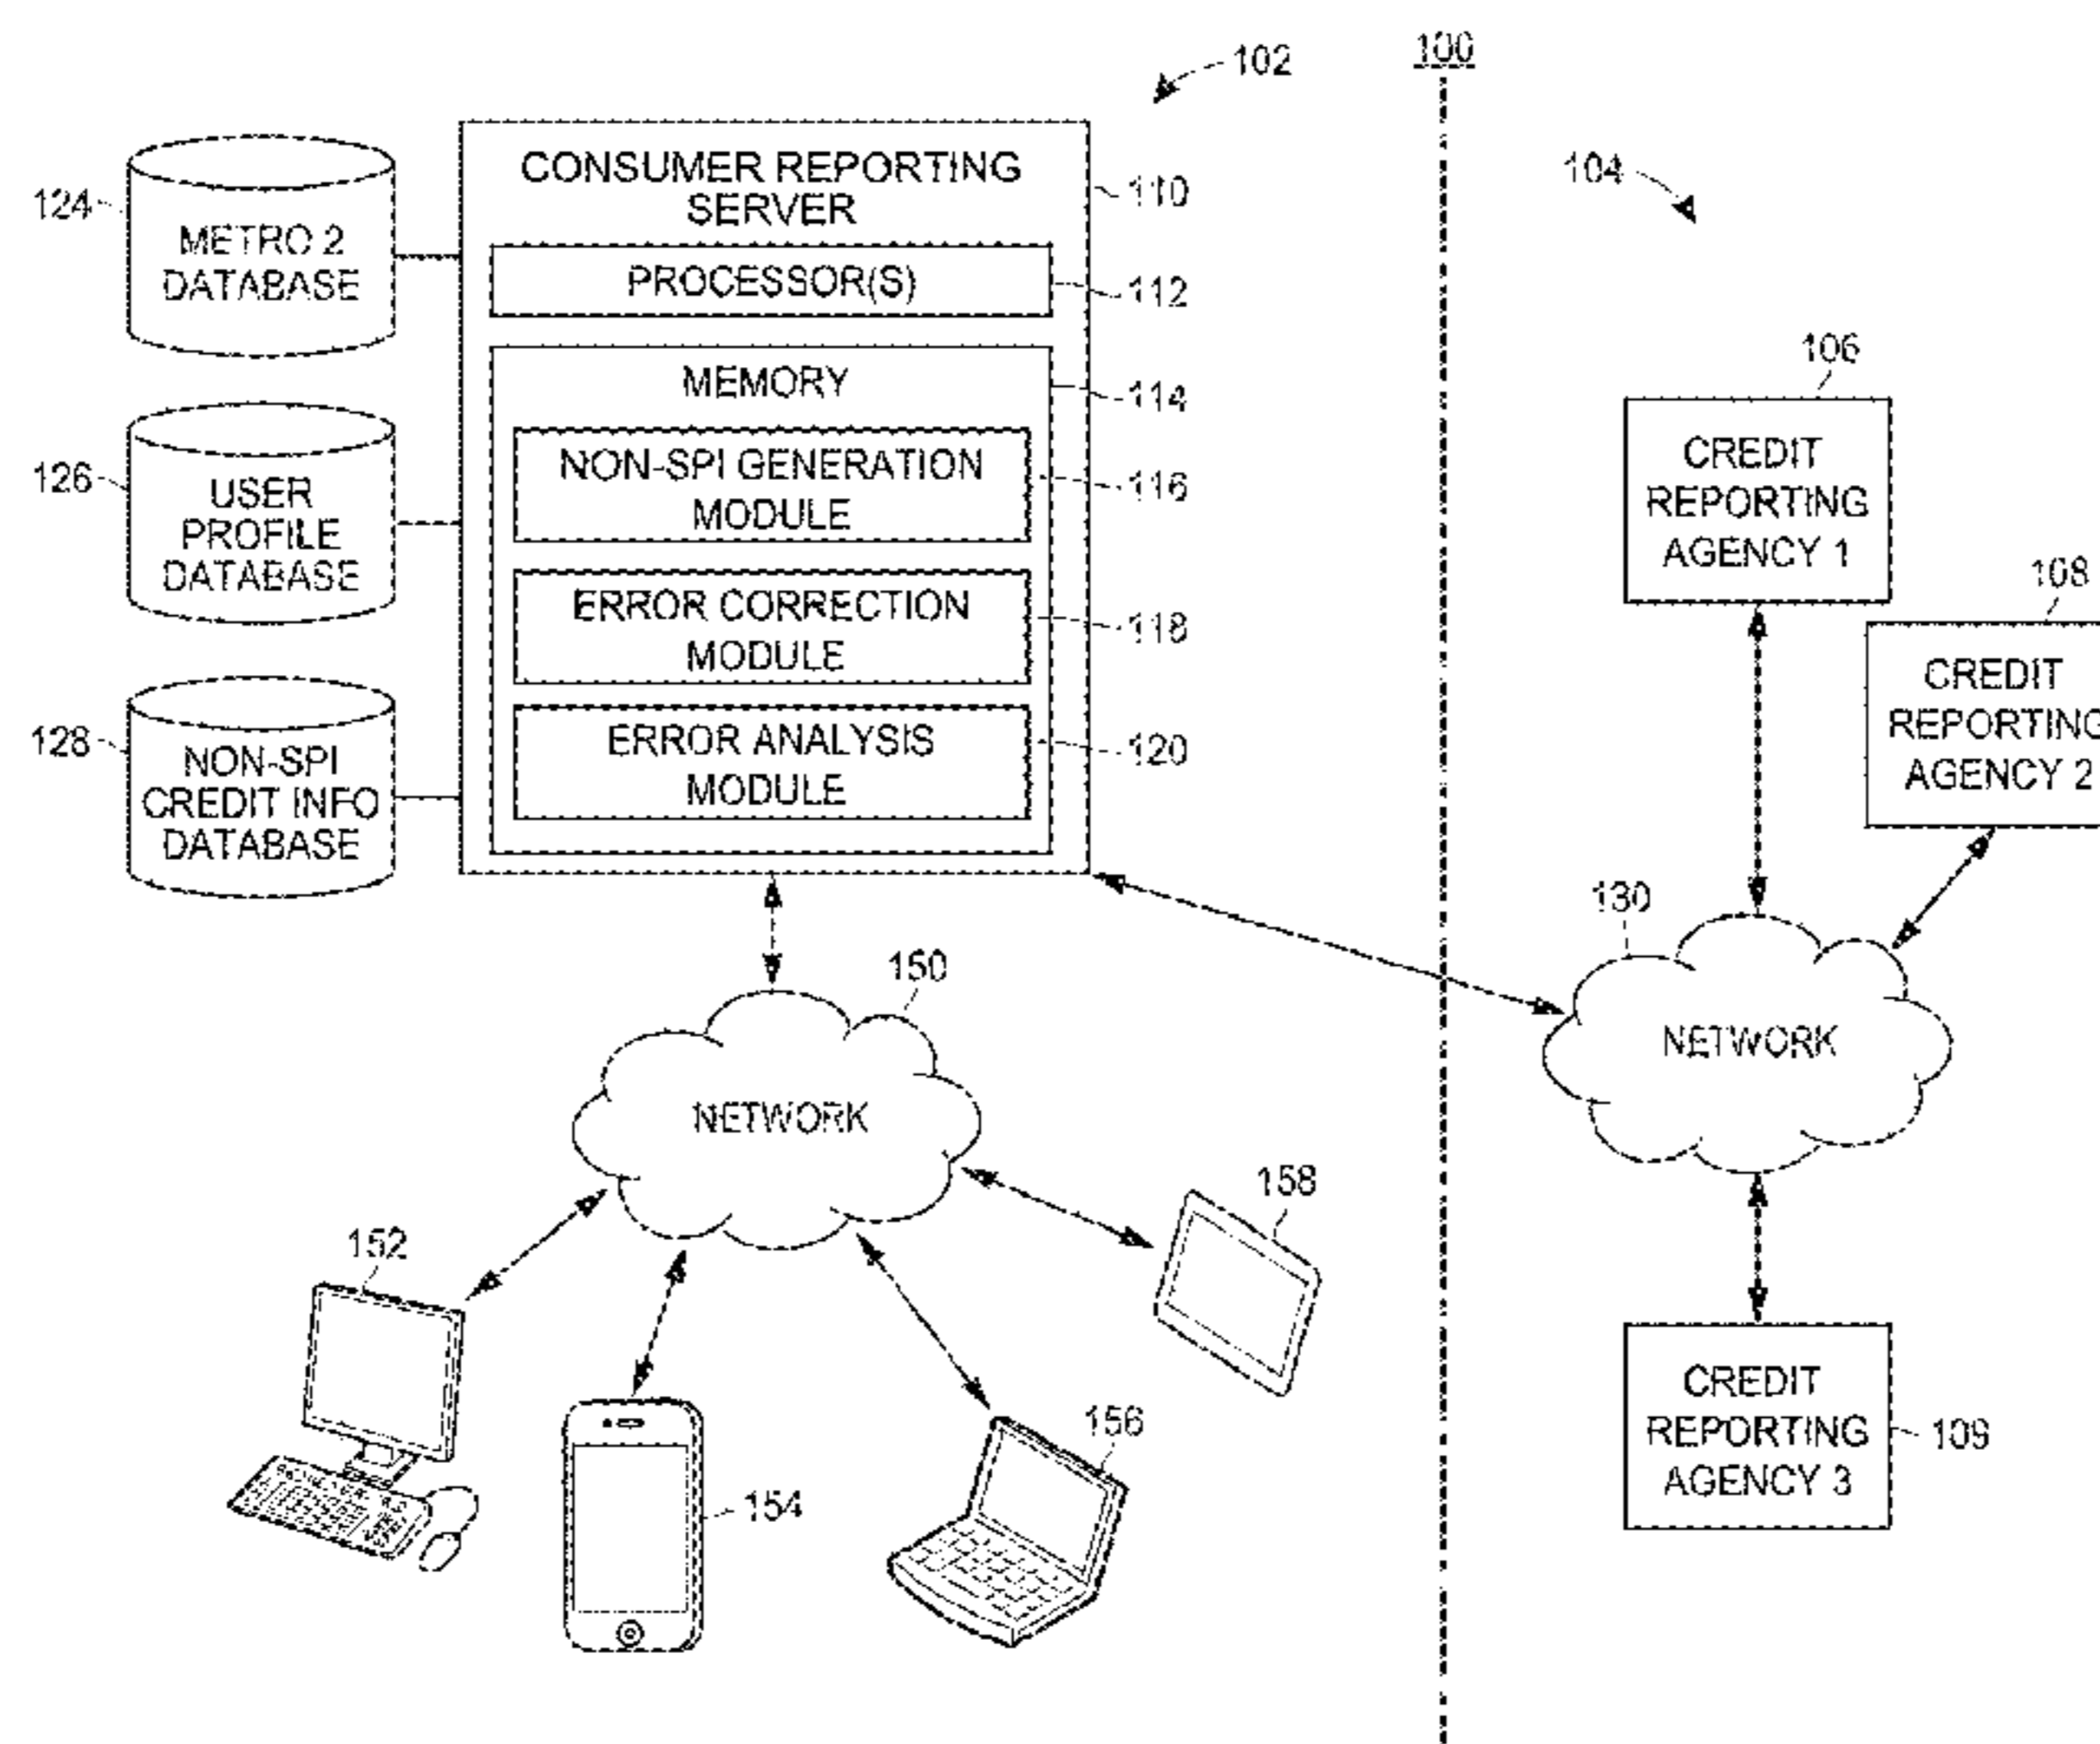 100
102
CONSUMER REPORTING
SERVER
110
PROCESSOR(S)
112
MEMORY
114
NON-SPI GENERATION
MODULE
116
ERROR CORRECTION
MODULE
118
ERROR ANALYSIS
MODULE
120
124
METRO 2
DATABASE
126
USER
PROFILE
DATABASE
128
NON-SPI
CREDIT INFO
DATABASE
150
NETWORK
152
154
156
158
104
106
CREDIT
REPORTING
AGENCY 1
108
CREDIT
REPORTING
AGENCY 2
130
NETWORK
CREDIT
REPORTING
AGENCY 3
109